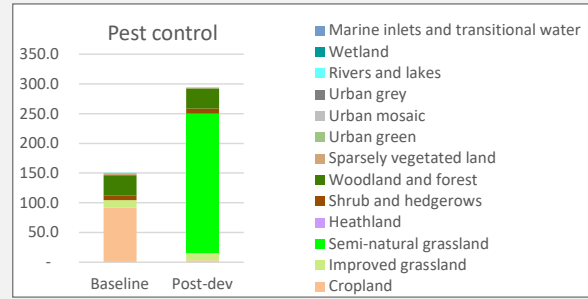 Pest control
350.0
300.0
250.0
200.0
150.0
100.0
50.0
-
Baseline
Post-dev
Marine inlets and transitional water
Wetland
Rivers and lakes
Urban grey
Urban mosaic
Urban green
Sparsely vegetated land
Woodland and forest
Shrub and hedgerows
Heathland
Semi-natural grassland
Improved grassland
Cropland